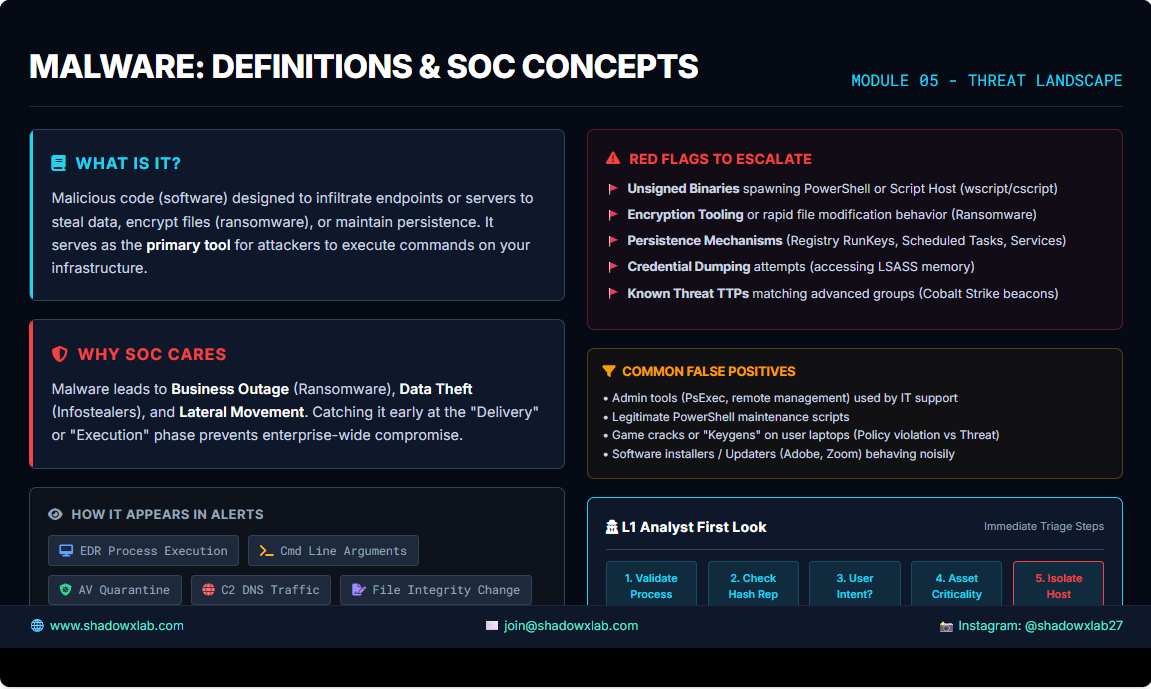 MALWARE: DEFINITIONS & SOC CONCEPTS
MODULE 05 - THREAT LANDSCAPE
WHAT IS IT?
Malicious code (software) designed to infiltrate endpoints or servers to
steal data, encrypt files (ransomware), or maintain persistence. It
serves as the primary tool for attackers to execute commands on your
infrastructure.
WHY SOC CARES
Malware leads to Business Outage (Ransomware), Data Theft
(Infostealers), and Lateral Movement. Catching it early at the "Delivery"
or "Execution" phase prevents enterprise-wide compromise.
HOW IT APPEARS IN ALERTS
EDR Process Execution
Cmd Line Arguments
AV Quarantine
C2 DNS Traffic
File Integrity Change
RED FLAGS TO ESCALATE
Unsigned Binaries spawning PowerShell or Script Host (wscript/cscript)
Encryption Tooling or rapid file modification behavior (Ransomware)
Persistence Mechanisms (Registry RunKeys, Scheduled Tasks, Services)
Credential Dumping attempts (accessing LSASS memory)
Known Threat TTPs matching advanced groups (Cobalt Strike beacons)
COMMON FALSE POSITIVES
• Admin tools (PsExec, remote management) used by IT support
• Legitimate PowerShell maintenance scripts
• Game cracks or "Keygens" on user laptops (Policy violation vs Threat)
• Software installers / Updaters (Adobe, Zoom) behaving noisily
L1 Analyst First Look
Immediate Triage Steps
1. Validate
Process
2. Check
Hash Rep
3. User
Intent?
4. Asset
Criticality
5. Isolate
Host
www.shadowxlab.com
join@shadowxlab.com
Instagram: @shadowxlab27